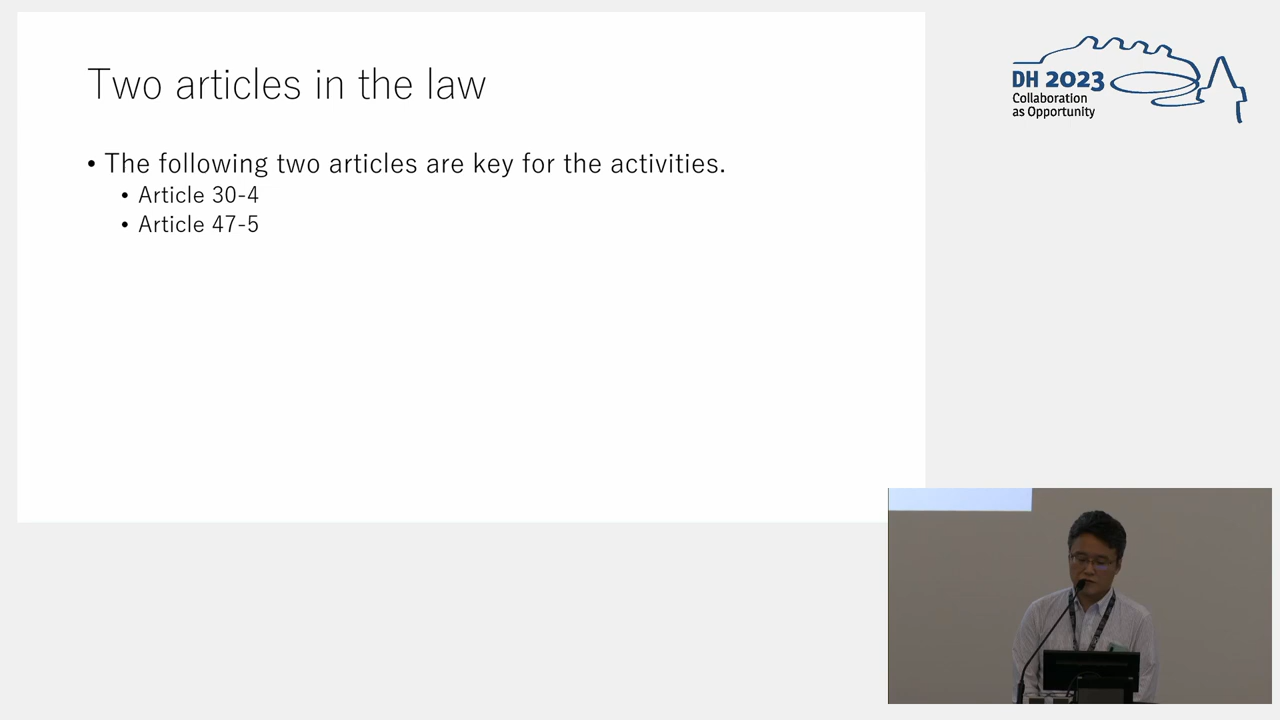 Two articles in the law
• The following two articles are key for the activities.
• Article 30-4
• Article 47-5
DH 2023
Collaboration
as Opportunity